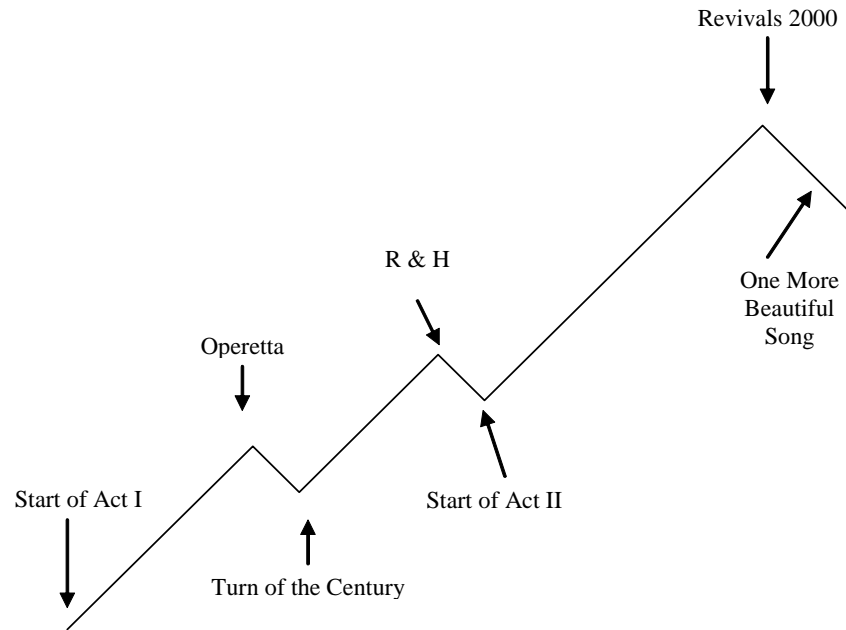 Revivals 2000
R & H
One More
Beautiful
Song
Operetta
Start of Act I
Start of Act II
Turn of the Century